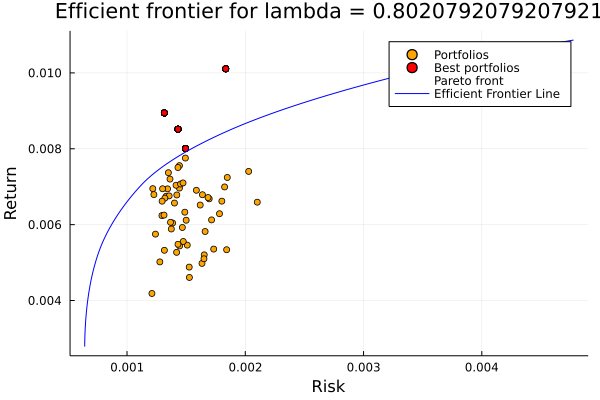 Efficient frontier for lambda = 0.8020792079207921
0.010
0.008
0.006
0.004
Return
Portfolios
Best portfolios
Pareto front
Efficient Frontier Line
0.001 0.002 0.003 0.004
Risk